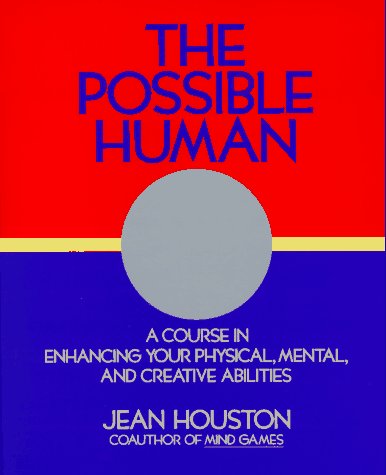 THE
POSSIBLE
HUMAN
A COURSE IN
ENHANCING YOUR PHYSICAL, MENTAL,
AND CREATIVE ABILITIES
JEAN HOUSTON
COAUTHOR OF MIND GAMES